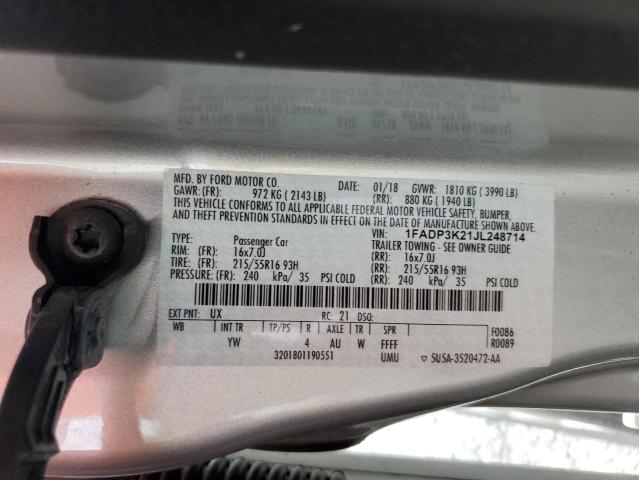 MFD. BY FORD MOTOR CO.
DATE: 01/18 GVWR: 1810 KG ( 3990 LB)
GAWR: (FR): 972 KG ( 2143 LB) (RR): 880 KG ( 1940 LB)
THIS VEHICLE CONFORMS TO ALL APPLICABLE FEDERAL MOTOR VEHICLE SAFETY, BUMPER,
AND THEFT PREVENTION STANDARDS IN EFFECT ON THE DATE OF MANUFACTURE
SHOWN ABOVE.
VIN: 1FADP3K21JL248714
TYPE: Passenger Car TRAILER TOWING - SEE OWNER GUIDE
RIM: (FR): 16x7.0J (RR): 16x7.0J
TIRE: (FR): 215/55R16 93H (RR): 215/55R16 93H
PRESSURE: (FR): 240 kPa/ 35 PSI COLD (RR): 240 kPa/ 35 PSI COLD
EXT PNT: UX RC: 21 DSO:
WB INT TR TP/PS R AXLE TR SPR F0086
YW 4 AU W FFFF R0089
3201801190551 UMU ▽ 5U5A-3520472-AA